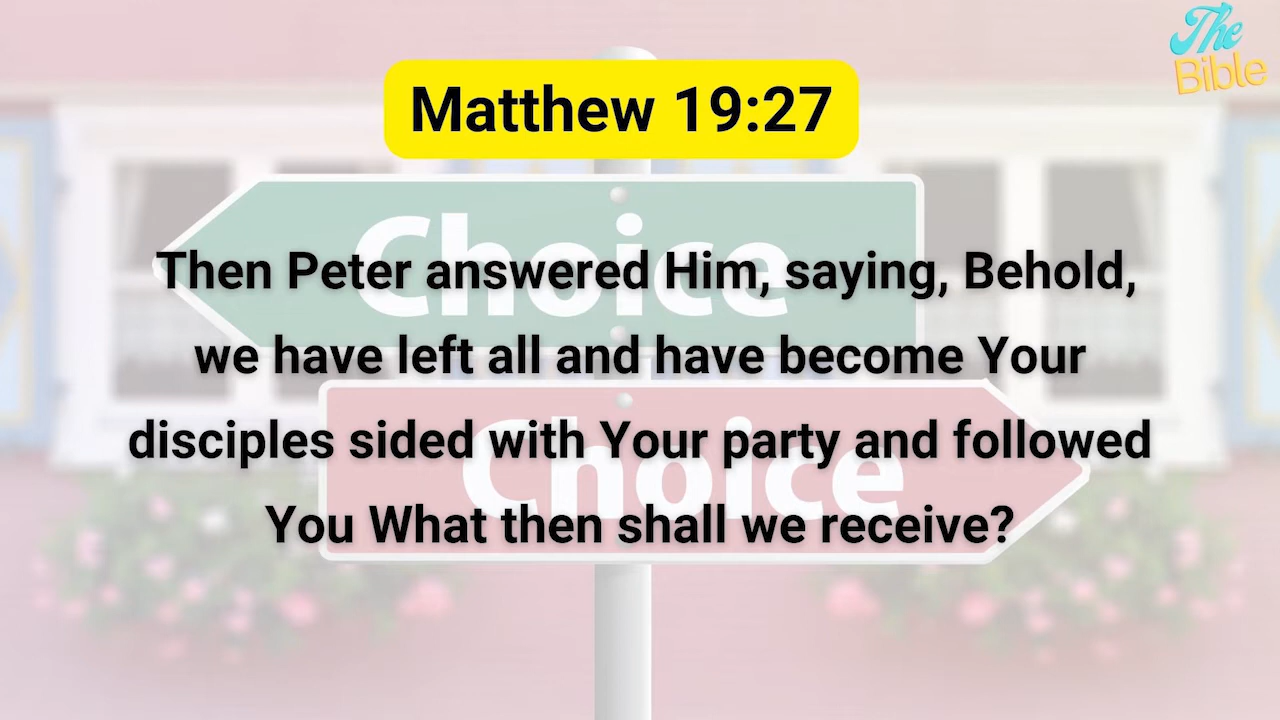 The
Bible
Matthew 19:27
Choice
Then Peter answered Him, saying, Behold,
we have left all and have become Your
disciples sided with Your party and followed
You What then shall we receive?
Choice